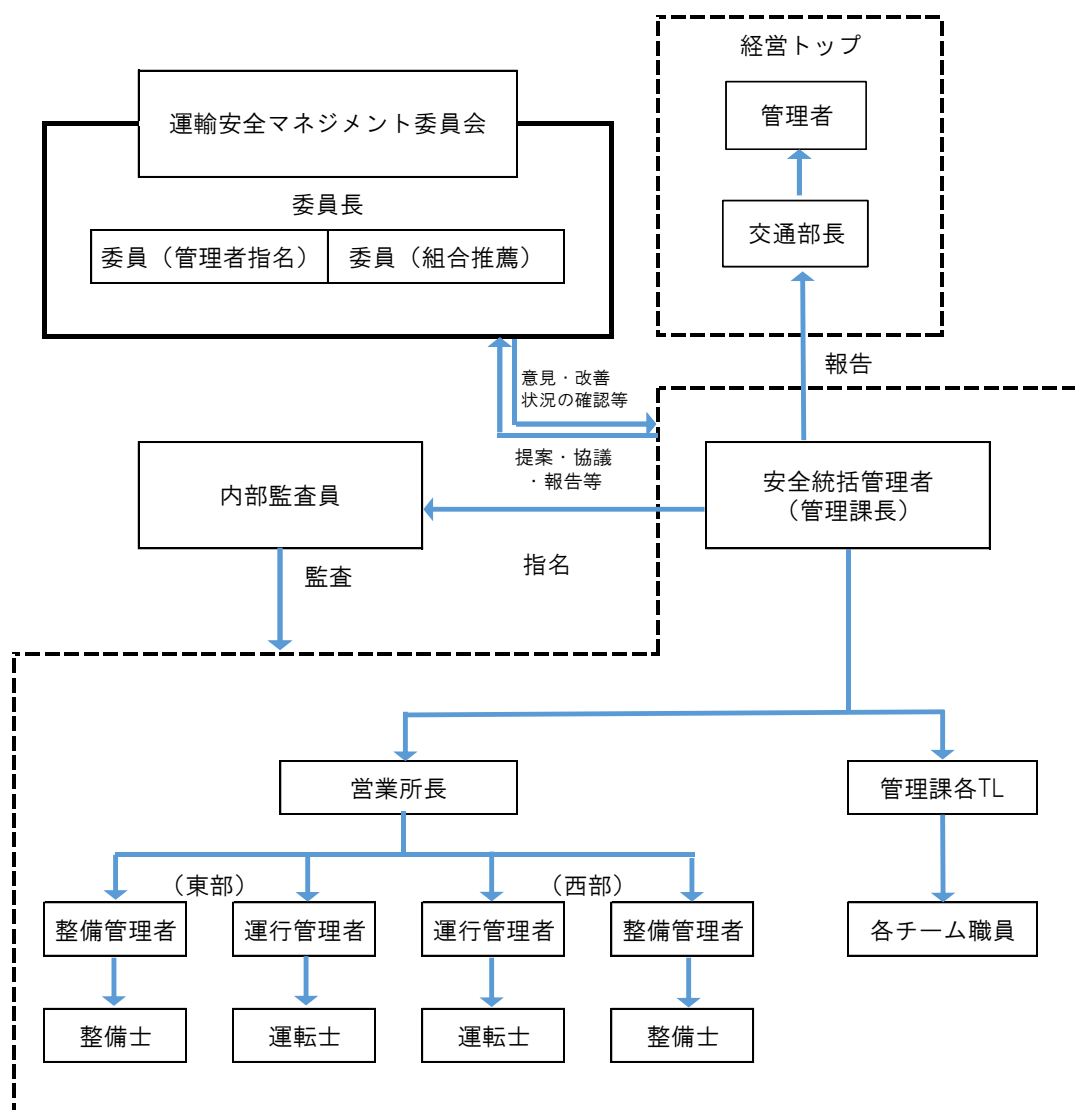 経営トップ
管理者
交通部長
運輸安全マネジメント委員会
委員長
委員（管理者指名）
委員（組合推薦）
報告
意見・改善
状況の確認等
提案・協議
・報告等
内部監査員
安全統括管理者
（管理課長）
指名
監査
営業所長
管理課各TL
（東部）
（西部）
整備管理者
運行管理者
運行管理者
整備管理者
各チーム職員
整備士
運転士
運転士
整備士